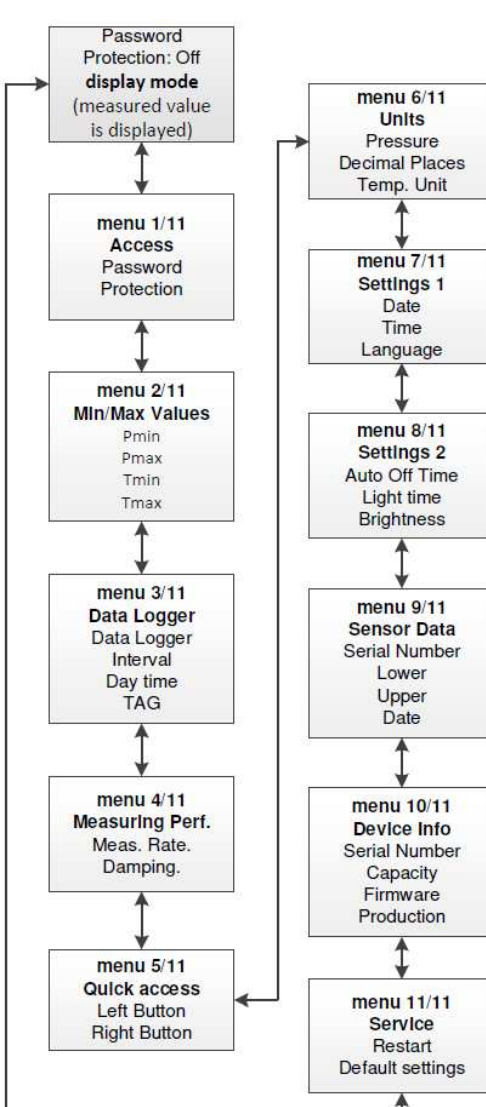 Password
Protection: Off
display mode
(measured value
is displayed)
menu 1/11
Access
Password
Protection
menu 2/11
Min/Max Values
Pmin
Pmax
Tmin
Tmax
menu 3/11
Data Logger
Data Logger
Interval
Day time
TAG
menu 4/11
Measuring Perf.
Meas. Rate.
Damping.
menu 5/11
Quick access
Left Button
Right Button
menu 6/11
Units
Pressure
Decimal Places
Temp. Unit
menu 7/11
Settings 1
Date
Time
Language
menu 8/11
Settings 2
Auto Off Time
Light time
Brightness
menu 9/11
Sensor Data
Serial Number
Lower
Upper
Date
menu 10/11
Device Info
Serial Number
Capacity
Firmware
Production
menu 11/11
Service
Restart
Default settings